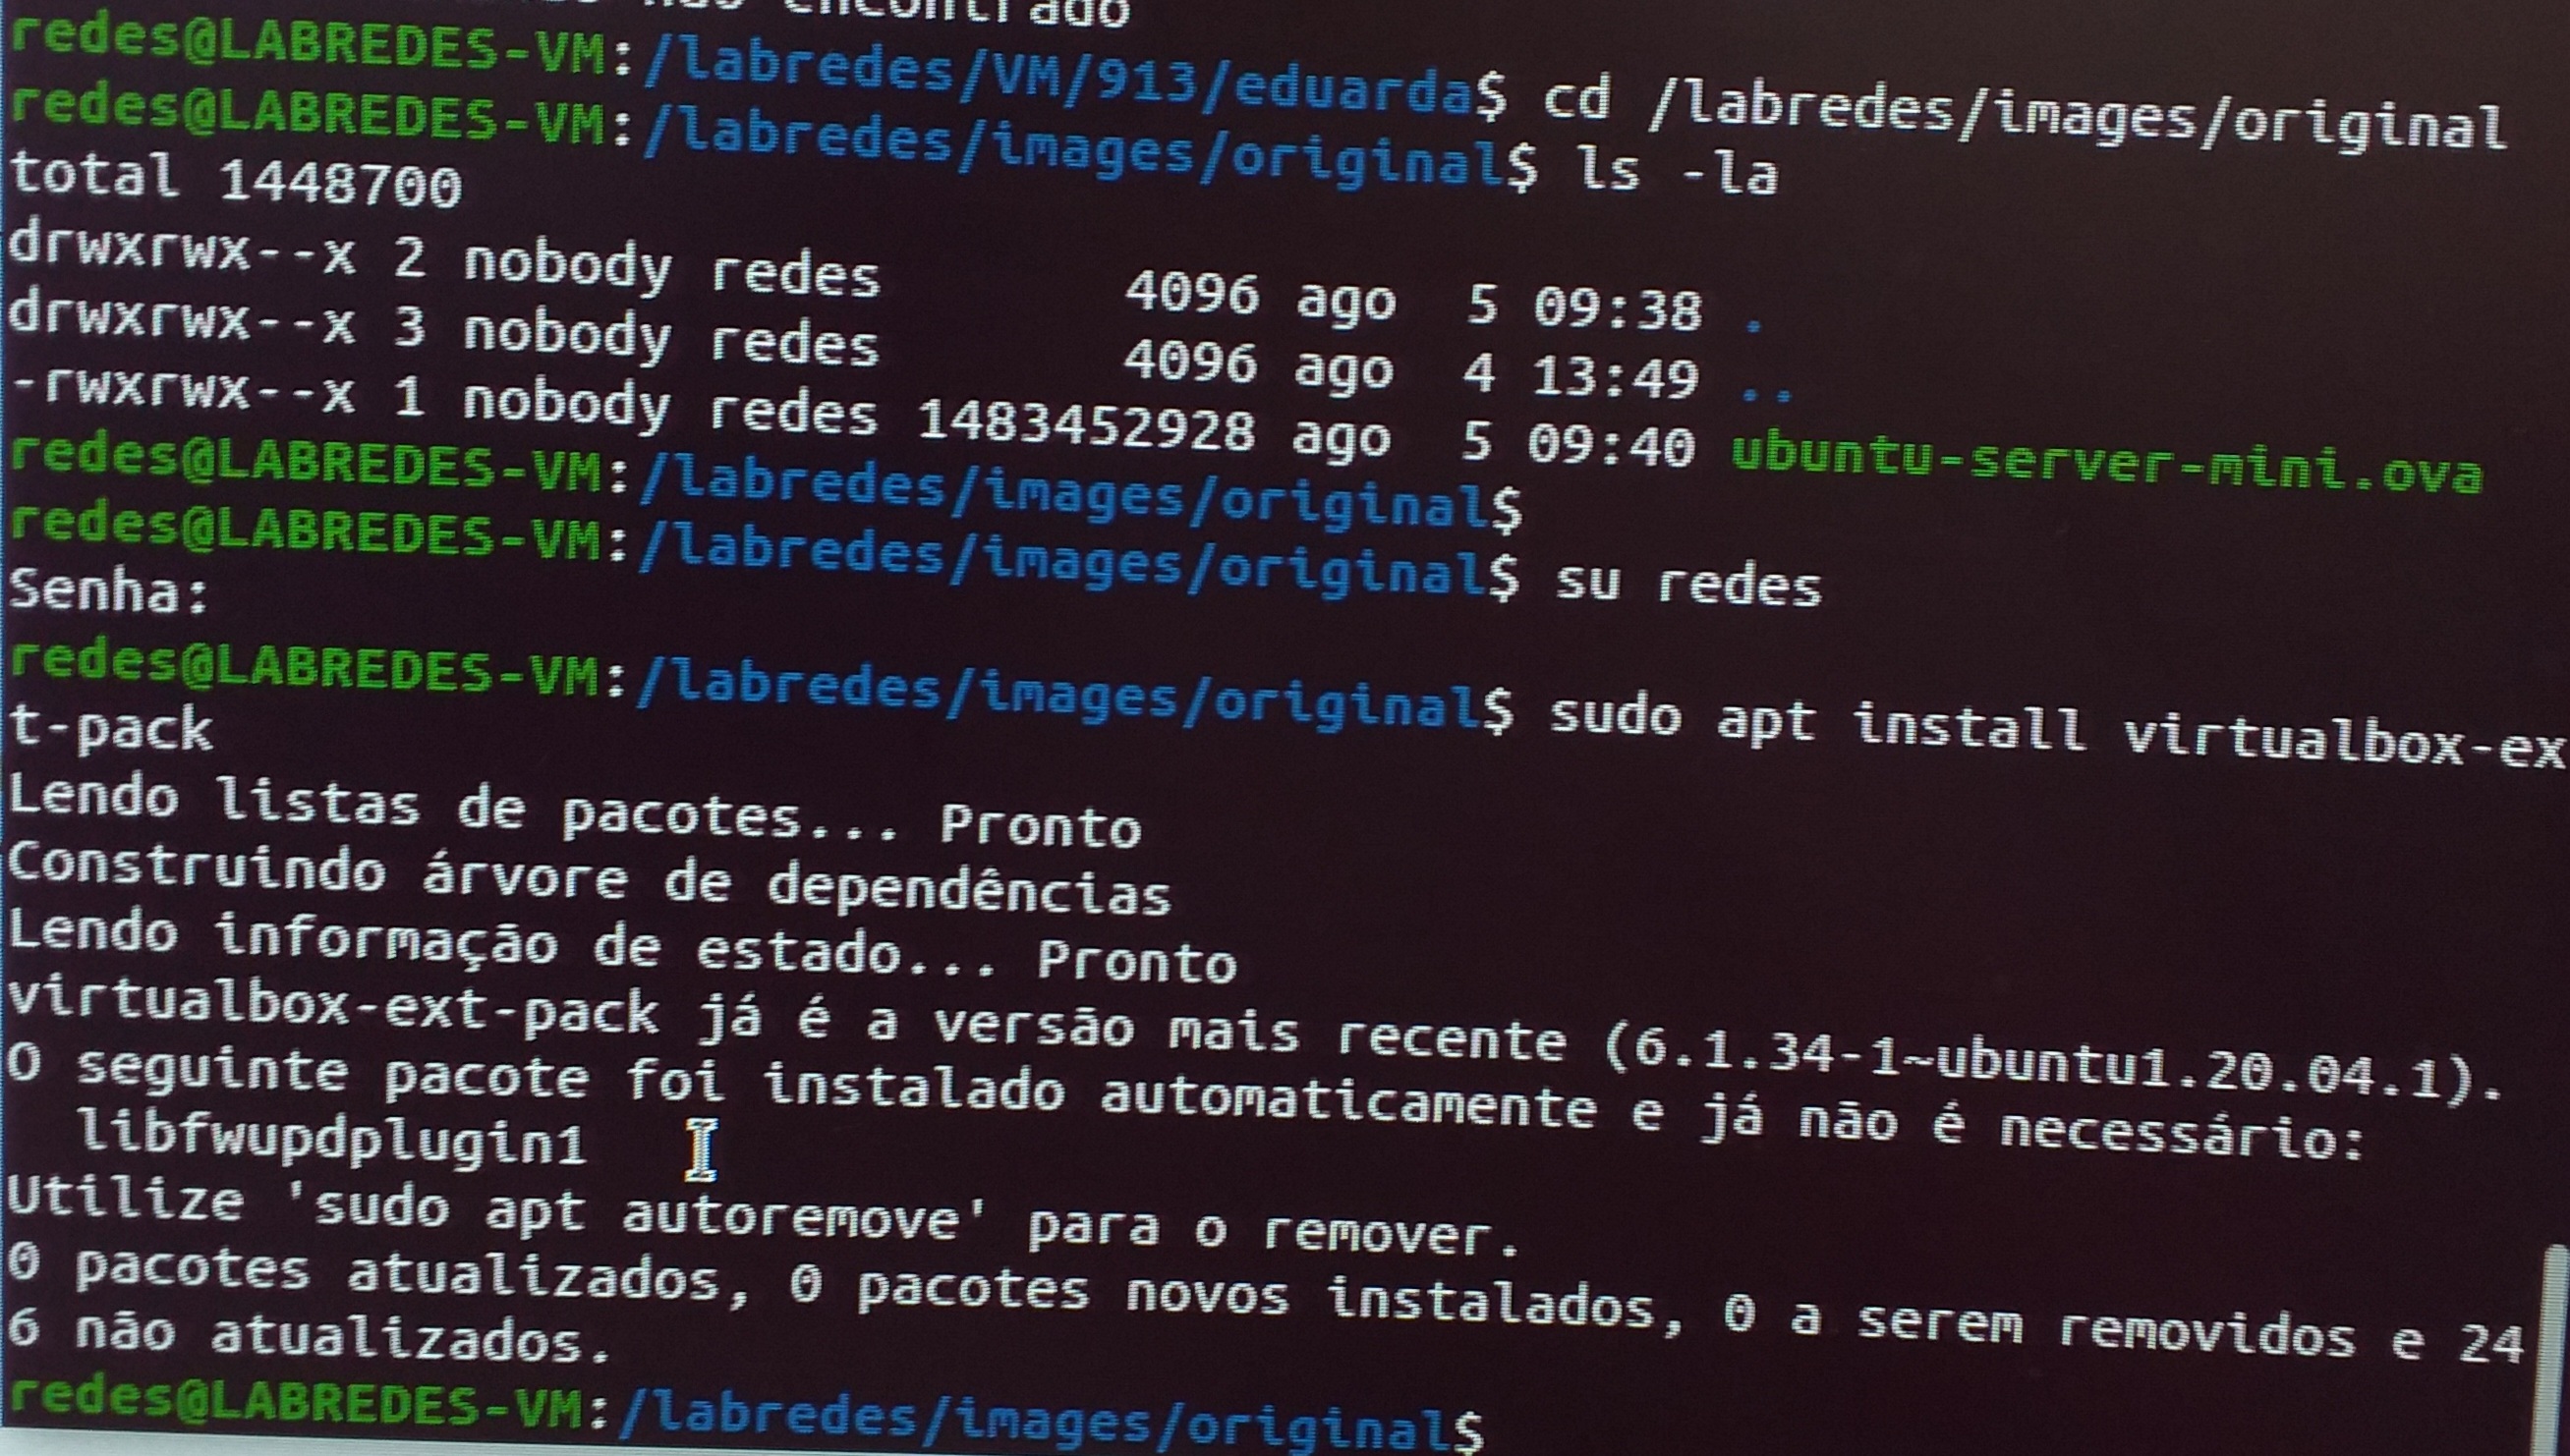 não encontrado
redes@LABREDES-VM:/labredes/VM/913/eduarda$ cd /labredes/images/original
redes@LABREDES-VM:/labredes/images/original$ ls -la
total 1448700
drwxrwx--x 2 nobody redes 4096 ago 5 09:38 .
drwxrwx--x 3 nobody redes 4096 ago 4 13:49 ..
-rwxrwx--x 1 nobody redes 1483452928 ago 5 09:40 ubuntu-server-mini.ova
redes@LABREDES-VM:/labredes/images/original$
redes@LABREDES-VM:/labredes/images/original$ su redes
Senha:
redes@LABREDES-VM:/labredes/images/original$ sudo apt install virtualbox-ex
t-pack
Lendo listas de pacotes... Pronto
Construindo árvore de dependências
Lendo informação de estado... Pronto
virtualbox-ext-pack já é a versão mais recente (6.1.34-1~ubuntu1.20.04.1).
O seguinte pacote foi instalado automaticamente e já não é necessário:
libfwupdplugin1
Utilize 'sudo apt autoremove' para o remover.
0 pacotes atualizados, 0 pacotes novos instalados, 0 a serem removidos e 24
6 não atualizados.
redes@LABREDES-VM:/labredes/images/original$